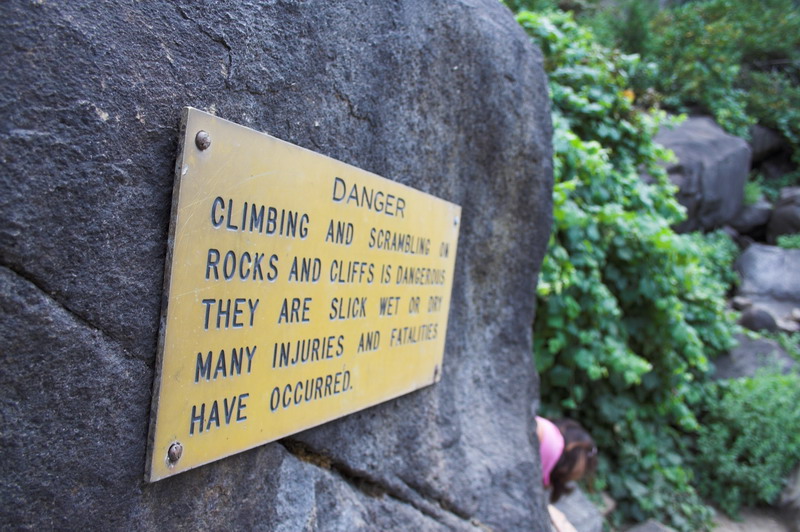 DANGER
CLIMBING AND SCRAMBLING ON
ROCKS AND CLIFFS IS DANGEROUS
THEY ARE SLICK WET OR DRY
MANY INJURIES AND FATALITIES
HAVE OCCURRED.